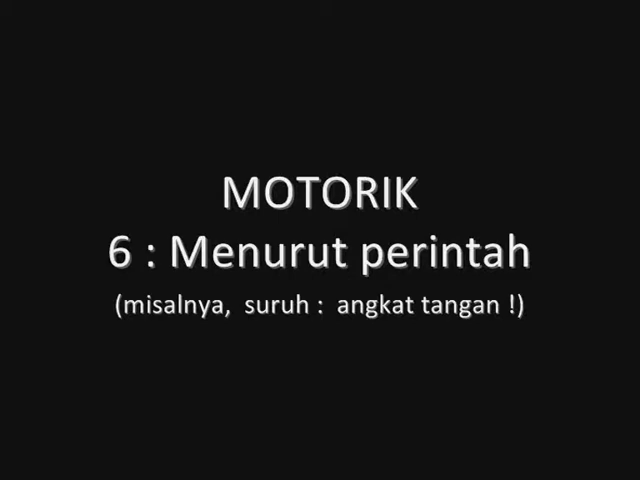 MOTORIK
6 : Menurut perintah
(misalnya, suruh : angkat tangan !)